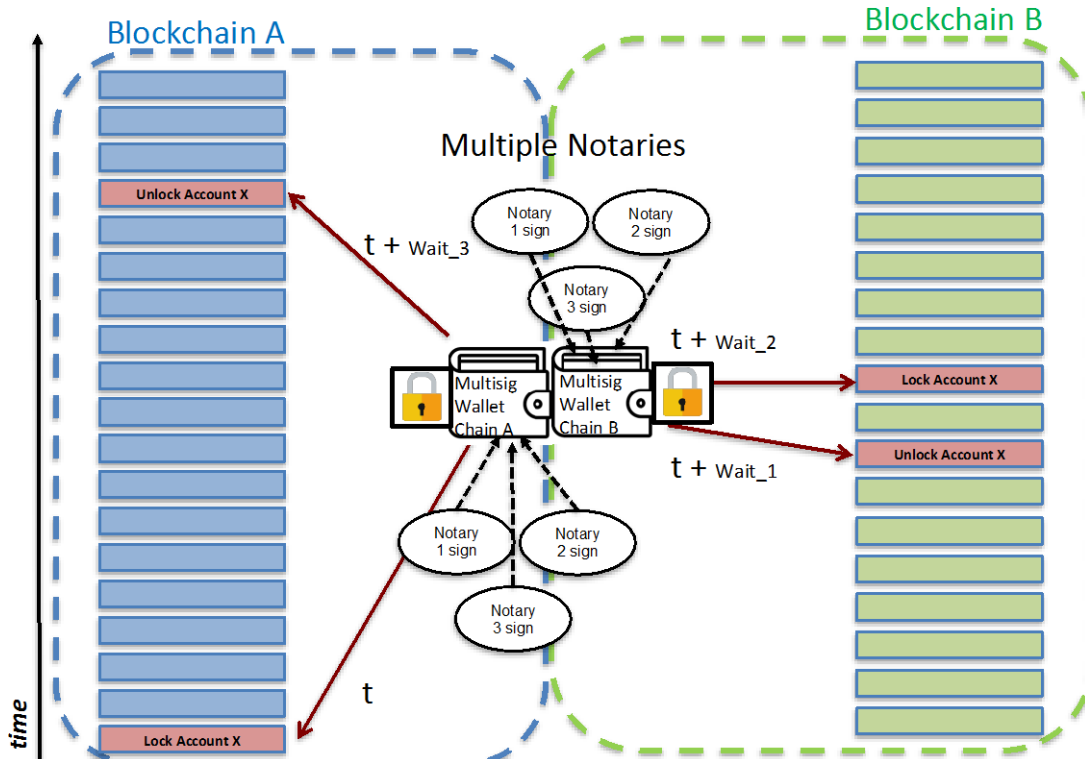 Blockchain A
Blockchain B
Multiple Notaries
Unlock Account X
Notary
1 sign
Notary
2 sign
t + Wait_3
Notary
3 sign
t + Wait_2
Multisig
Wallet
Chain A
Multisig
Wallet
Chain B
Lock Account X
Unlock Account X
t + Wait_1
Notary
1 sign
Notary
2 sign
Notary
3 sign
t
time
Lock Account X